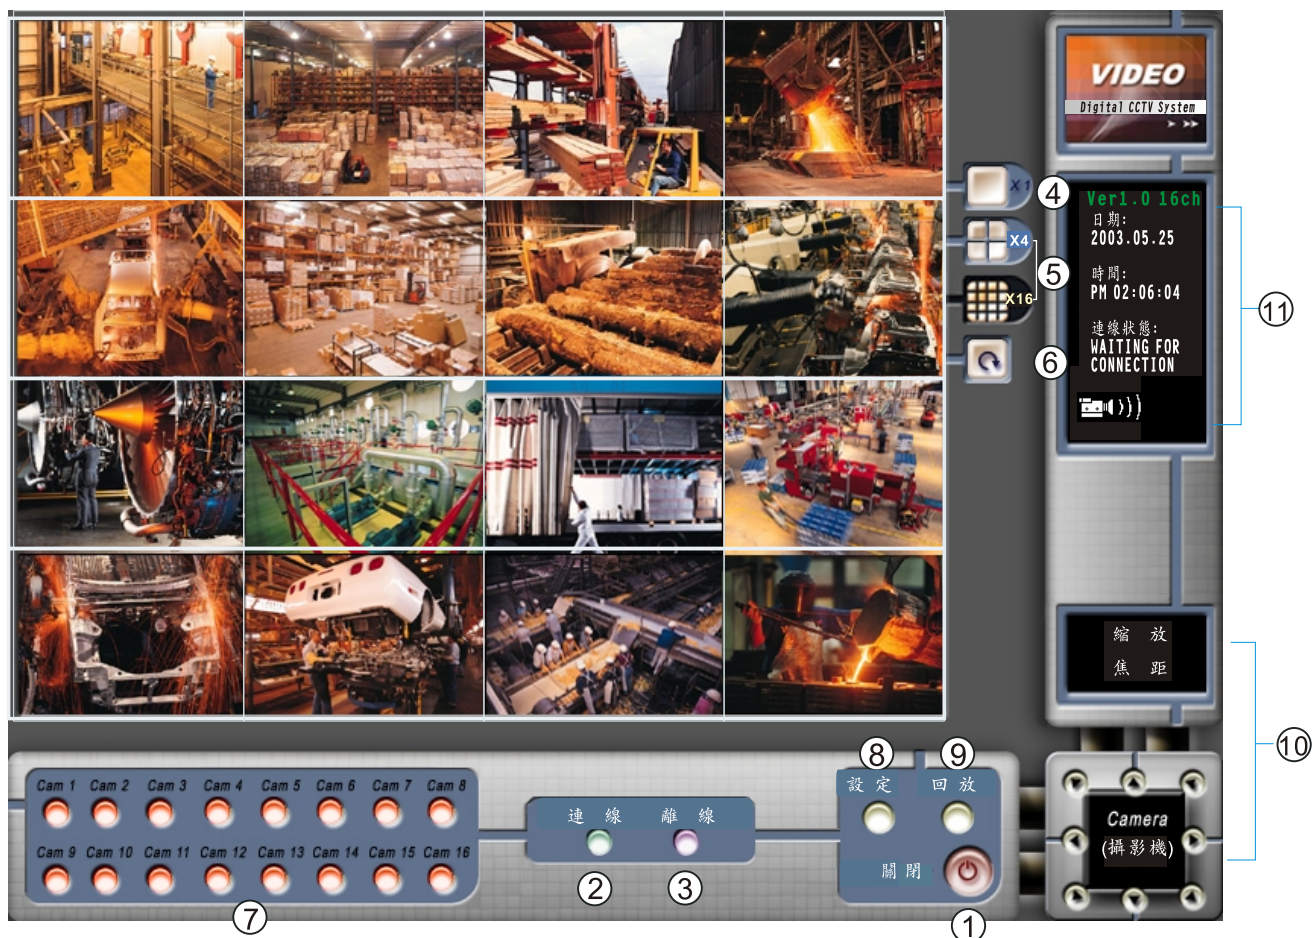 VIDEO
Digital CCTV System
X1
④
X4
⑤
X16
⑥
Ver1.0 16ch
日期:
2003.05.25
時間:
PM 02:06:04
連線狀態:
WAITING FOR
CONNECTION
⑪
縮 放
焦 距
⑩
Cam 1 Cam 2 Cam 3 Cam 4 Cam 5 Cam 6 Cam 7 Cam 8
Cam 9 Cam 10 Cam 11 Cam 12 Cam 13 Cam 14 Cam 15 Cam 16
⑦
連 線 離 線
② ③
⑧ ⑨
設 定 回 放
關 閉
①
Camera
(攝影機)